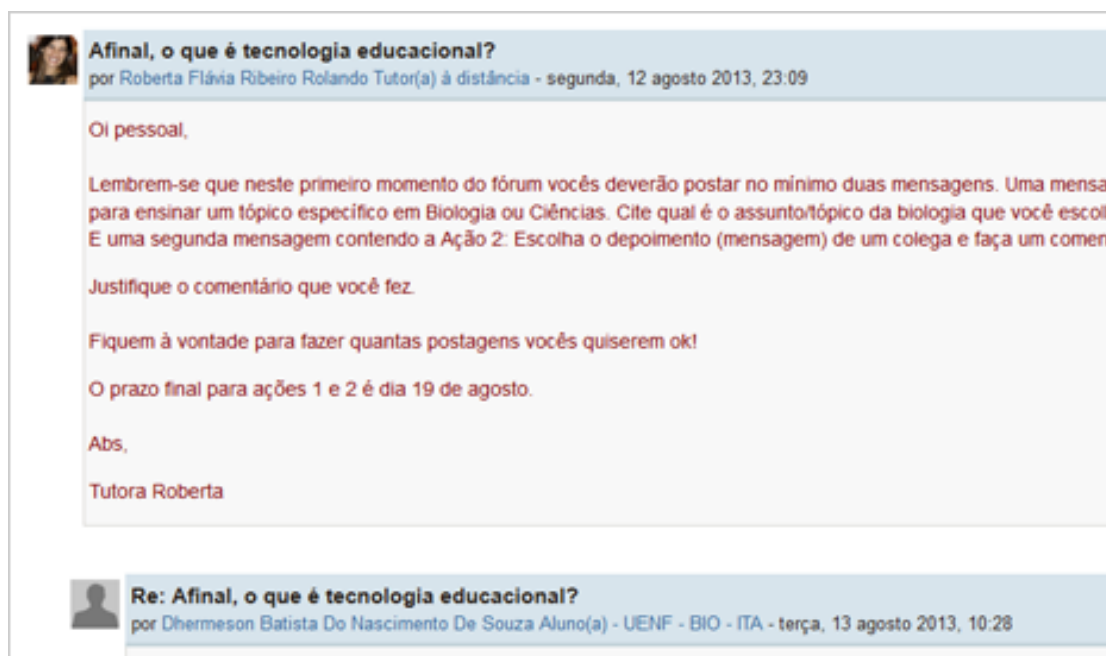 Afinal, o que é tecnologia educacional?
por Roberta Flávia Ribeiro Rolando Tutor(a) á distância - segunda, 12 agosto 2013, 23:09
Oi pessoal,
Lembrem-se que neste primeiro momento do fórum vocês deverão postar no mínimo duas mensagens. Uma mensa
para ensinar um tópico específico em Biologia ou Ciências. Cite qual é o assunto/tópico da biologia que você escol
E uma segunda mensagem contendo a Ação 2: Escolha o depoimento (mensagem) de um colega e faça um comen
Justifique o comentário que você fez.
Fiquem à vontade para fazer quantas postagens vocês quiserem ok!
O prazo final para ações 1 e 2 é dia 19 de agosto.
Abs,
Tutora Roberta
Re: Afinal, o que é tecnologia educacional?
por Dhermeson Batista Do Nascimento De Souza Aluno(a) - UENF - BIO - ITA - terça, 13 agosto 2013, 10:28